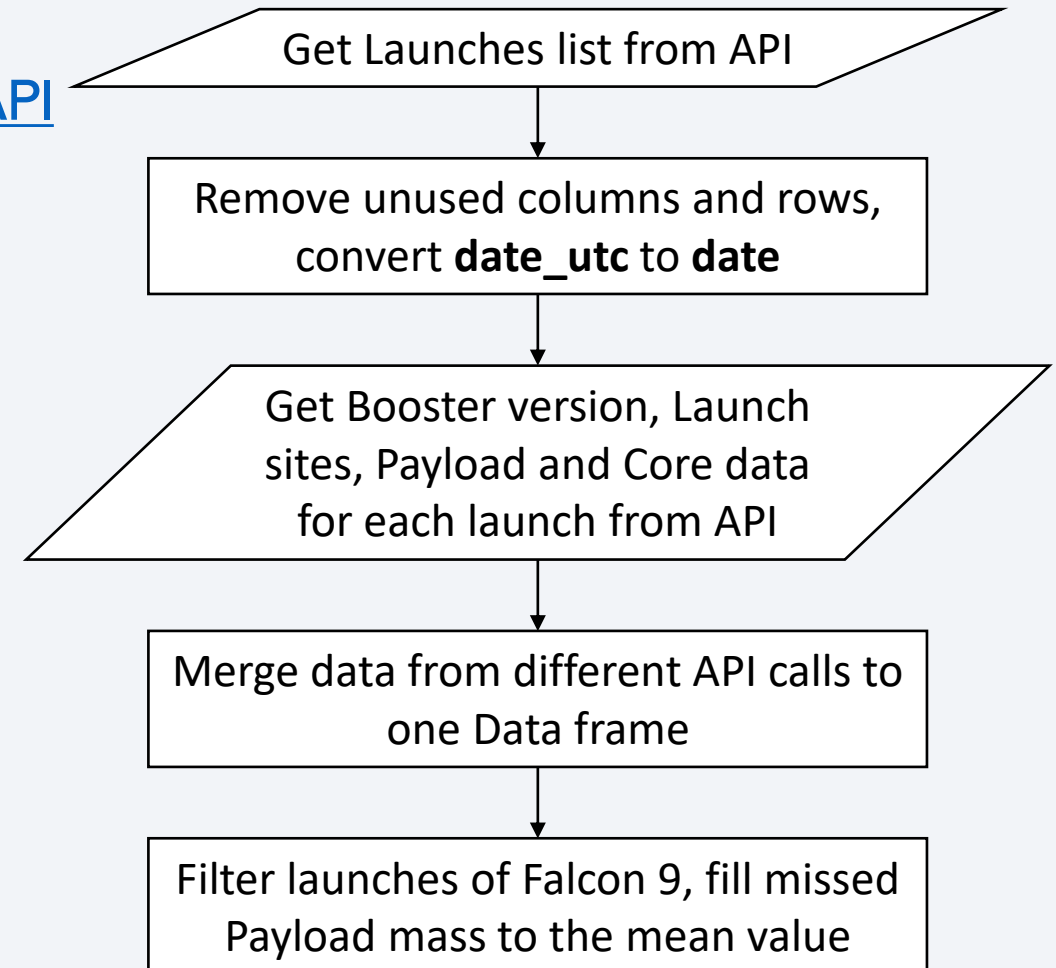 Get Launches list from API
API
Remove unused columns and rows,
convert date_utc to date
Get Booster version, Launch
sites, Payload and Core data
for each launch from API
Merge data from different API calls to
one Data frame
Filter launches of Falcon 9, fill missed
Payload mass to the mean value